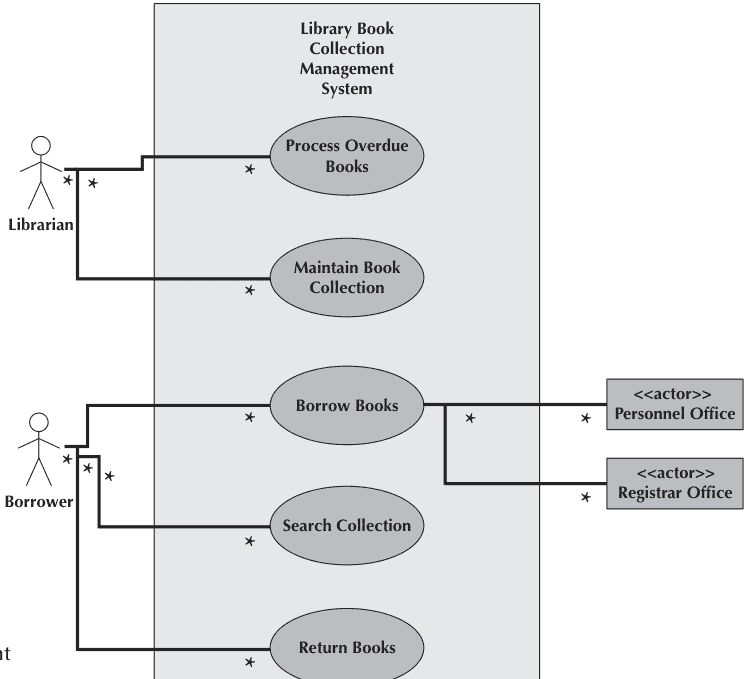 Library Book
Collection
Management
System
Process Overdue
Books
*
*
*
Librarian
Maintain Book
Collection
*
<<actor>>
Personnel Office
Borrow Books
*
*
*
*
*
*
Borrower
<<actor>>
Registrar Office
*
Search Collection
*
Return Books
nt
*